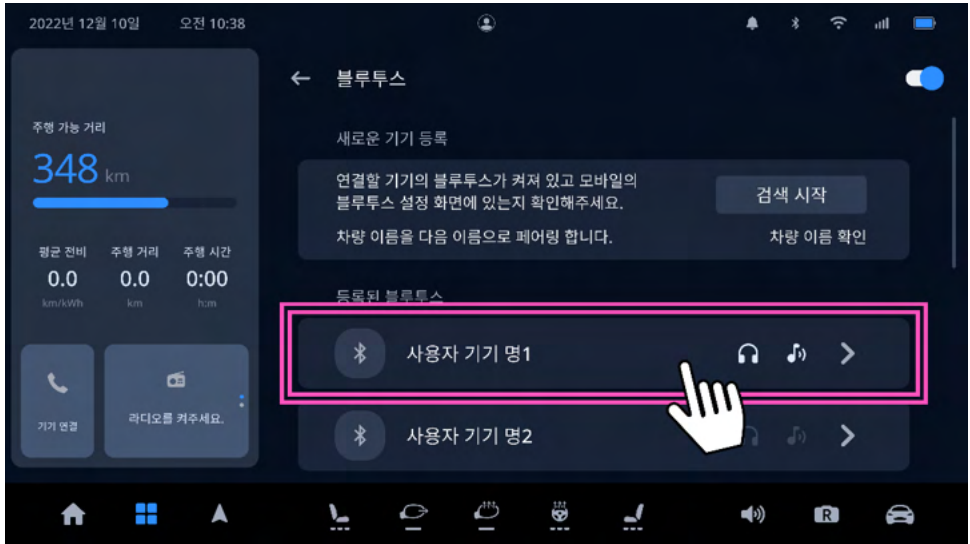 2022년 12월 10일 오전 10:38
주행 가능 거리
348 km
평균 전비 주행 거리 주행 시간
0.0 0.0 0:00
km/kWh km h:m
기기 연결
라디오를 켜주세요.
블루투스
새로운 기기 등록
연결할 기기의 블루투스가 켜져 있고 모바일의
블루투스 설정 화면에 있는지 확인해주세요.
검색 시작
차량 이름을 다음 이름으로 페어링 합니다.
차량 이름 확인
등록된 블루투스
사용자 기기 명1
사용자 기기 명2
R